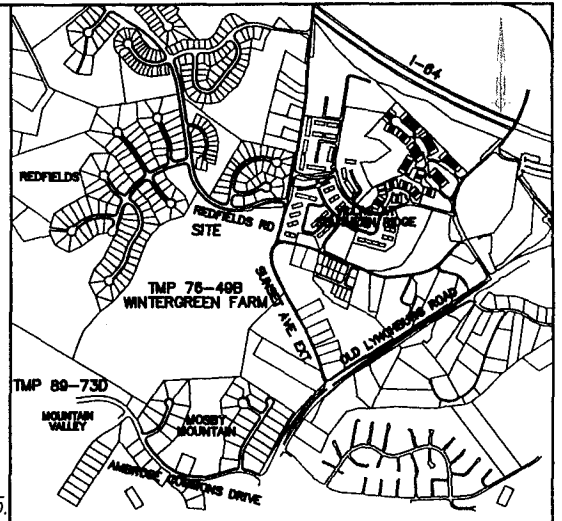 I-64
REDFIELDS
REDFIELDS RD
SITE
RIDGE
TMP 76-49B
WINTERGREEN FARM
SUNSET AVE EXT
OLD LYNCHBURG ROAD
TMP 89-73D
MOUNTAIN
VALLEY
MOSBY
MOUNTAIN
AMBROSE COMMONS DRIVE